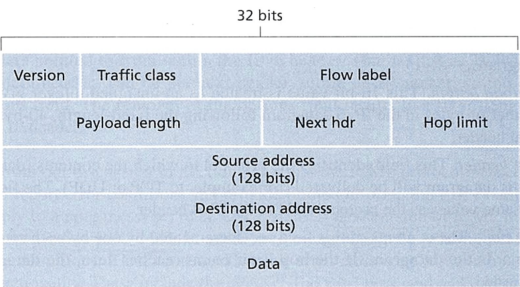 32 bits
Version Traffic class Flow label
Payload length Next hdr Hop limit
Source address
(128 bits)
Destination address
(128 bits)
Data